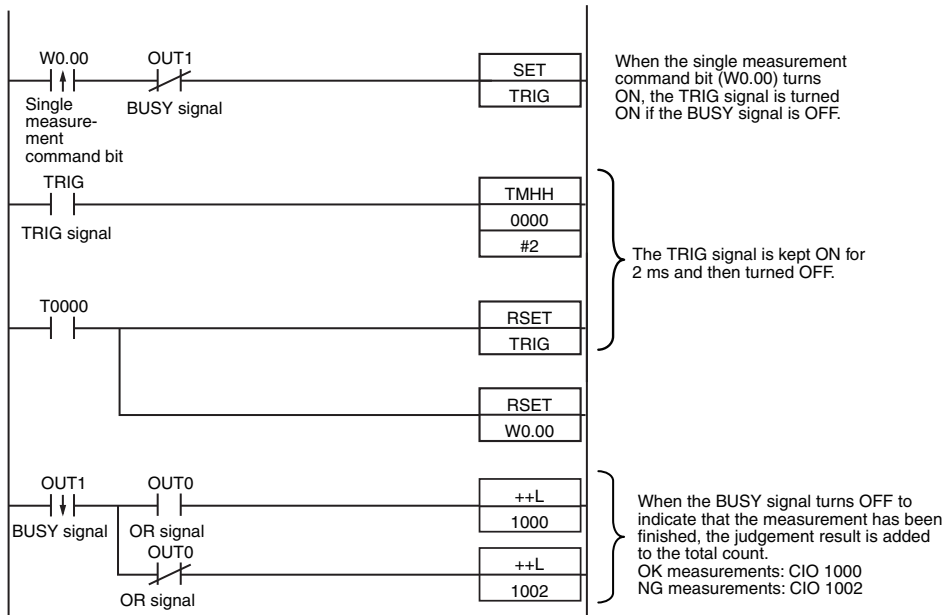 W0.00 OUT1
SET
TRIG
Single
measure-
ment
command bit
BUSY signal
When the single measurement
command bit (W0.00) turns
ON, the TRIG signal is turned
ON if the BUSY signal is OFF.
TRIG
TRIG signal
TMHH
0000
#2
The TRIG signal is kept ON for
2 ms and then turned OFF.
T0000
RSET
TRIG
RSET
W0.00
OUT1 OUT0
BUSY signal OR signal
++L
1000
OUT0
OR signal
++L
1002
When the BUSY signal turns OFF to
indicate that the measurement has been
finished, the judgement result is added
to the total count.
OK measurements: CIO 1000
NG measurements: CIO 1002